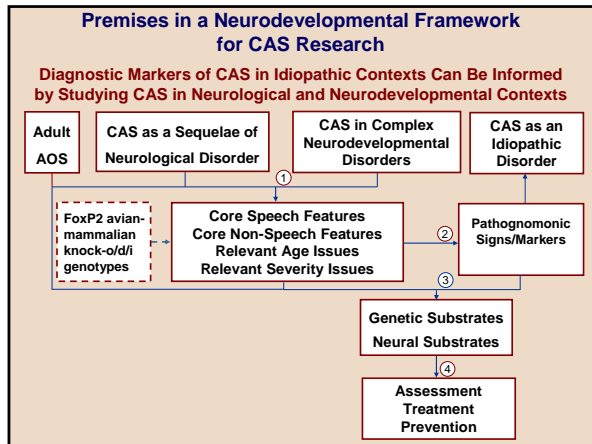 Premises in a Neurodevelopmental Framework
for CAS Research
Diagnostic Markers of CAS in Idiopathic Contexts Can Be Informed
by Studying CAS in Neurological and Neurodevelopmental Contexts
Adult
AOS
CAS as a Sequelae of
Neurological Disorder
CAS in Complex
Neurodevelopmental
Disorders
CAS as an
Idiopathic
Disorder
1
FoxP2 avian-
mammalian
knock-o/d/i
genotypes
Core Speech Features
Core Non-Speech Features
Relevant Age Issues
Relevant Severity Issues
2
Pathognomonic
Signs/Markers
3
Genetic Substrates
Neural Substrates
4
Assessment
Treatment
Prevention